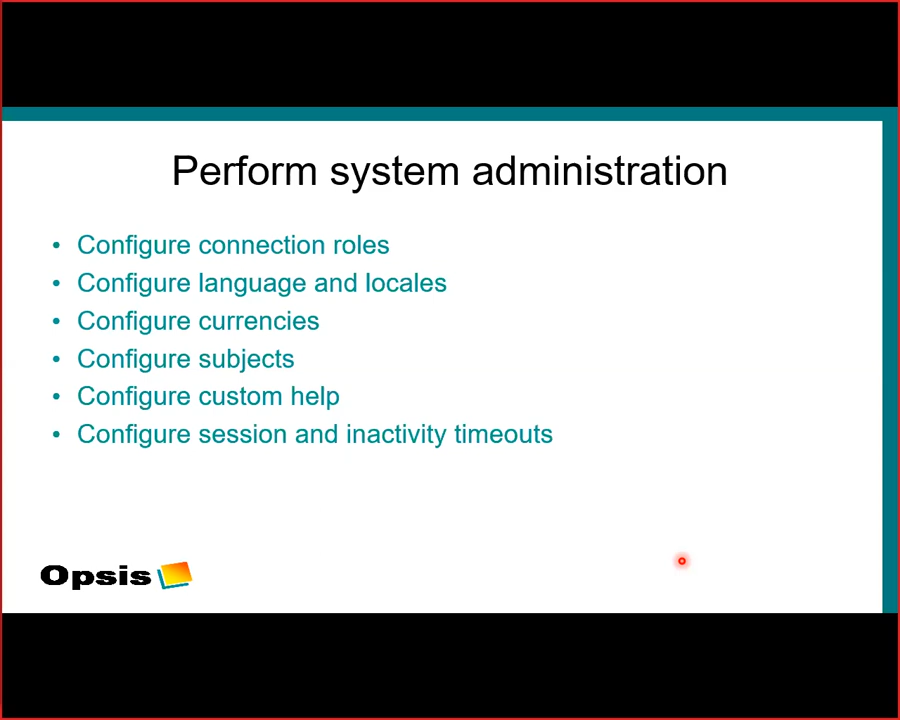 Perform system administration
• Configure connection roles
• Configure language and locales
• Configure currencies
• Configure subjects
• Configure custom help
• Configure session and inactivity timeouts
Opsis